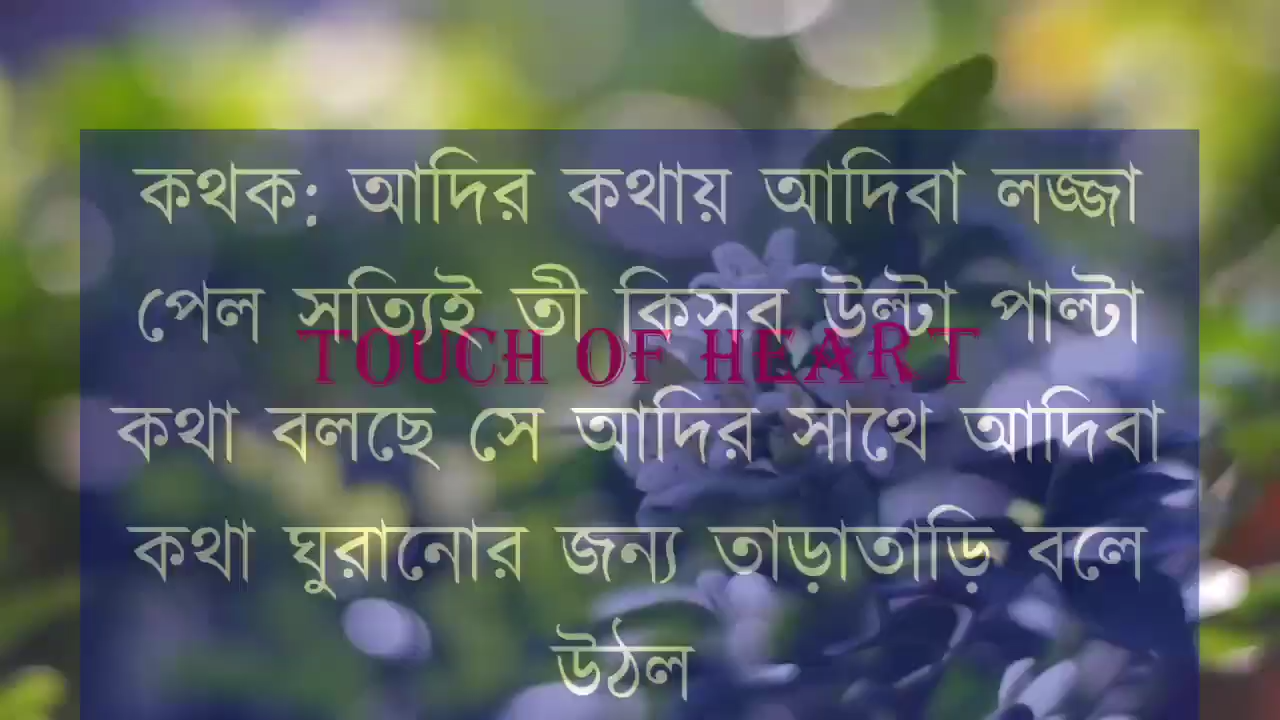 কথক: আদির কথায় আদিবা লজ্জা
পেল সত্যিই তী কিসব উল্টা পাল্টা
TOUCH OF HEART
কথা বলছে সে আদির সাথে আদিবা
কথা ঘুরানোর জন্য তাড়াতাড়ি বলে
উঠল